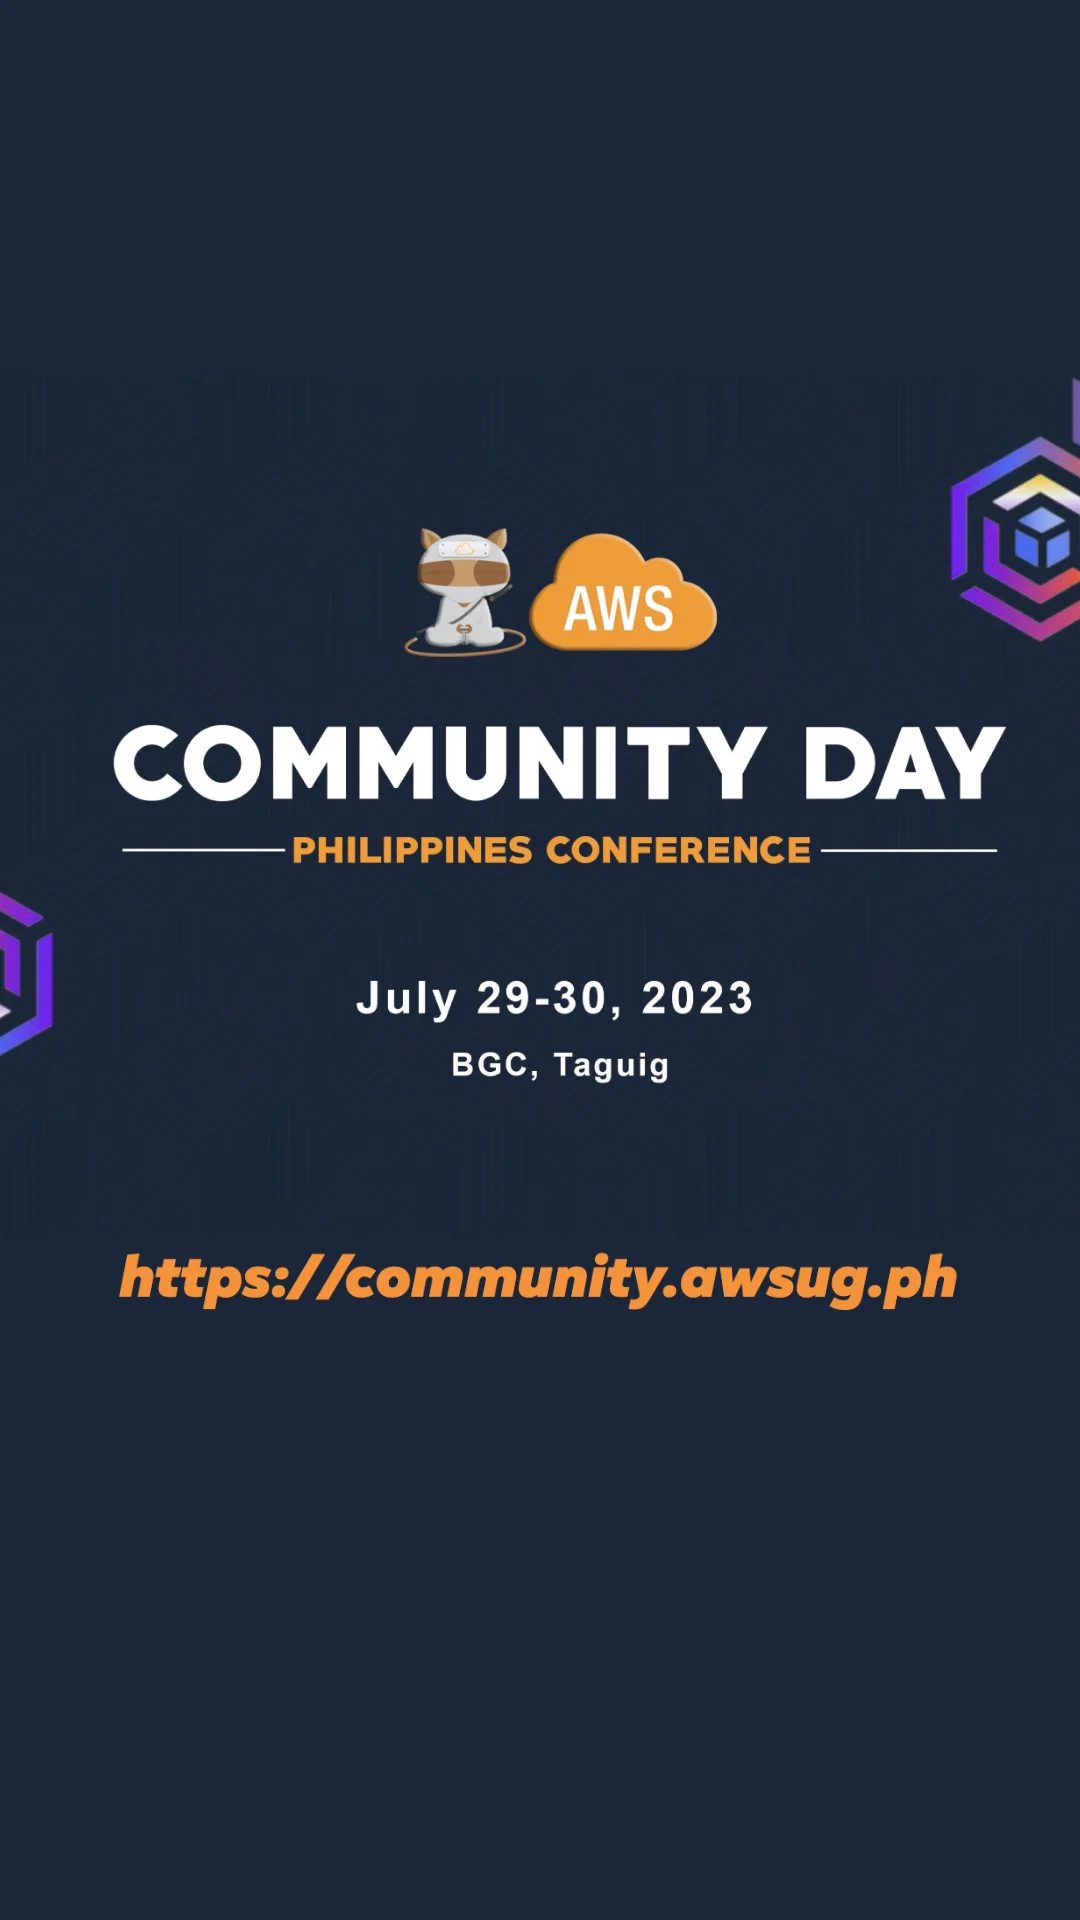 AWS
COMMUNITY DAY
PHILIPPINES CONFERENCE
July 29-30, 2023
BGC, Taguig
https://community.awsug.ph